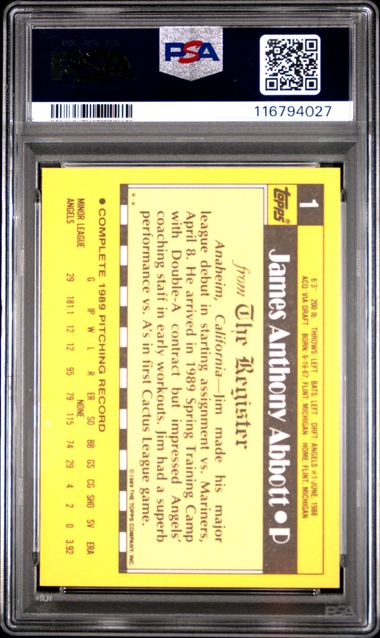 PSA
116794027
1
TOPPS
James Anthony Abbott • P
6'3" 200 lb. THROWS: LEFT BATS: LEFT DRFT: ANGELS #1-JUNE, 1988
ACQ: VIA DRAFT BORN: 9-19-67, FLINT, MICHIGAN HOME: FLINT, MICHIGAN
from The Register
Anaheim, California—Jim made his major
league debut in starting assignment vs. Mariners,
April 8. He arrived in 1989 Spring Training Camp
with Double-A contract but impressed Angels'
coaching staff in early workouts. Jim had a superb
performance vs. A's in first Cactus League game.
**
©1989 THE TOPPS COMPANY, INC.
• COMPLETE 1989 PITCHING RECORD
G IP W L R ER SO BB GS CG SHO SV ERA
MINOR LEAGUE NONE
ANGELS 29 181.1 12 12 95 79 115 74 29 4 2 0 3.92